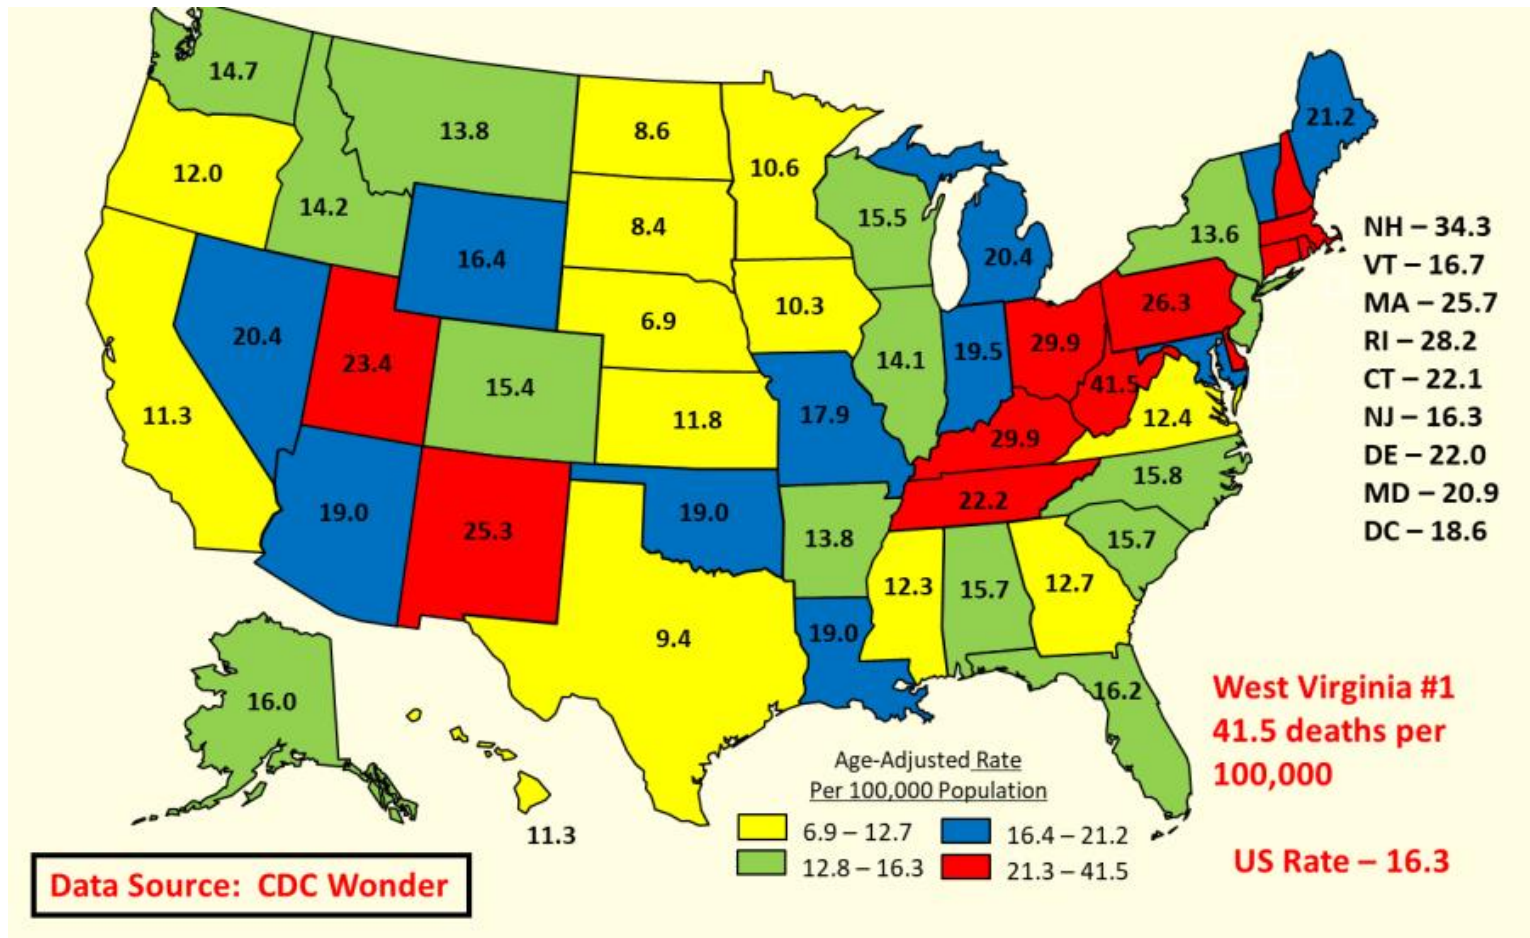 14.7
13.8
8.6
10.6
21.2
12.0
14.2
16.4
8.4
15.5
20.4
13.6
NH – 34.3
VT – 16.7
MA – 25.7
RI – 28.2
CT – 22.1
NJ – 16.3
DE – 22.0
MD – 20.9
DC – 18.6
20.4
23.4
15.4
6.9
10.3
14.1
19.5
29.9
26.3
41.5
11.3
11.8
17.9
29.9
12.4
19.0
25.3
19.0
13.8
22.2
15.8
15.7
9.4
19.0
12.3
15.7
12.7
16.2
16.0
11.3
West Virginia #1
41.5 deaths per
100,000
Age-Adjusted Rate
Per 100,000 Population
6.9 – 12.7
16.4 – 21.2
12.8 – 16.3
21.3 – 41.5
US Rate – 16.3
Data Source: CDC Wonder